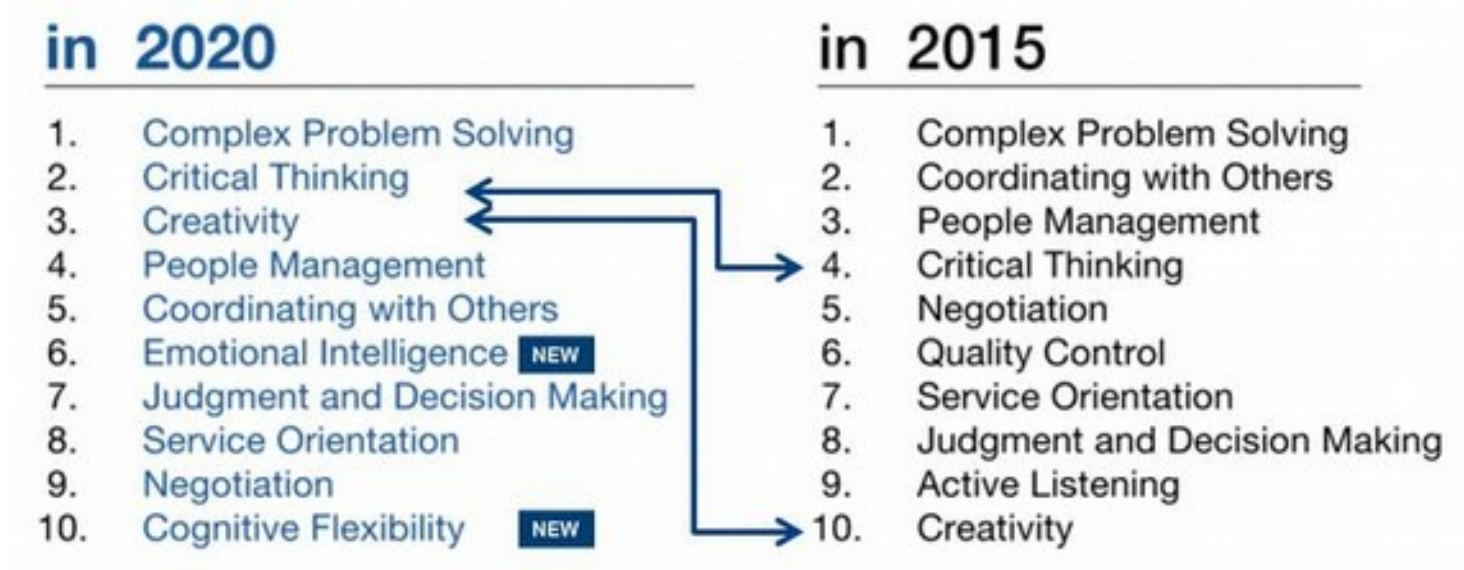 in 2020
1. Complex Problem Solving
2. Critical Thinking
3. Creativity
4. People Management
5. Coordinating with Others
6. Emotional Intelligence NEW
7. Judgment and Decision Making
8. Service Orientation
9. Negotiation
10. Cognitive Flexibility NEW
in 2015
1. Complex Problem Solving
2. Coordinating with Others
3. People Management
4. Critical Thinking
5. Negotiation
6. Quality Control
7. Service Orientation
8. Judgment and Decision Making
9. Active Listening
10. Creativity